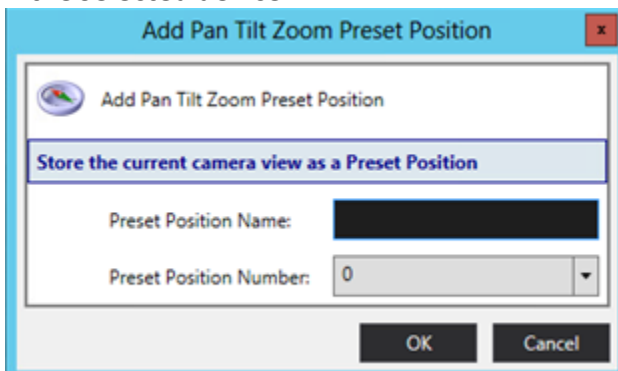 Add Pan Tilt Zoom Preset Position
x
Add Pan Tilt Zoom Preset Position
Store the current camera view as a Preset Position
Preset Position Name:
Preset Position Number: 0
OK Cancel